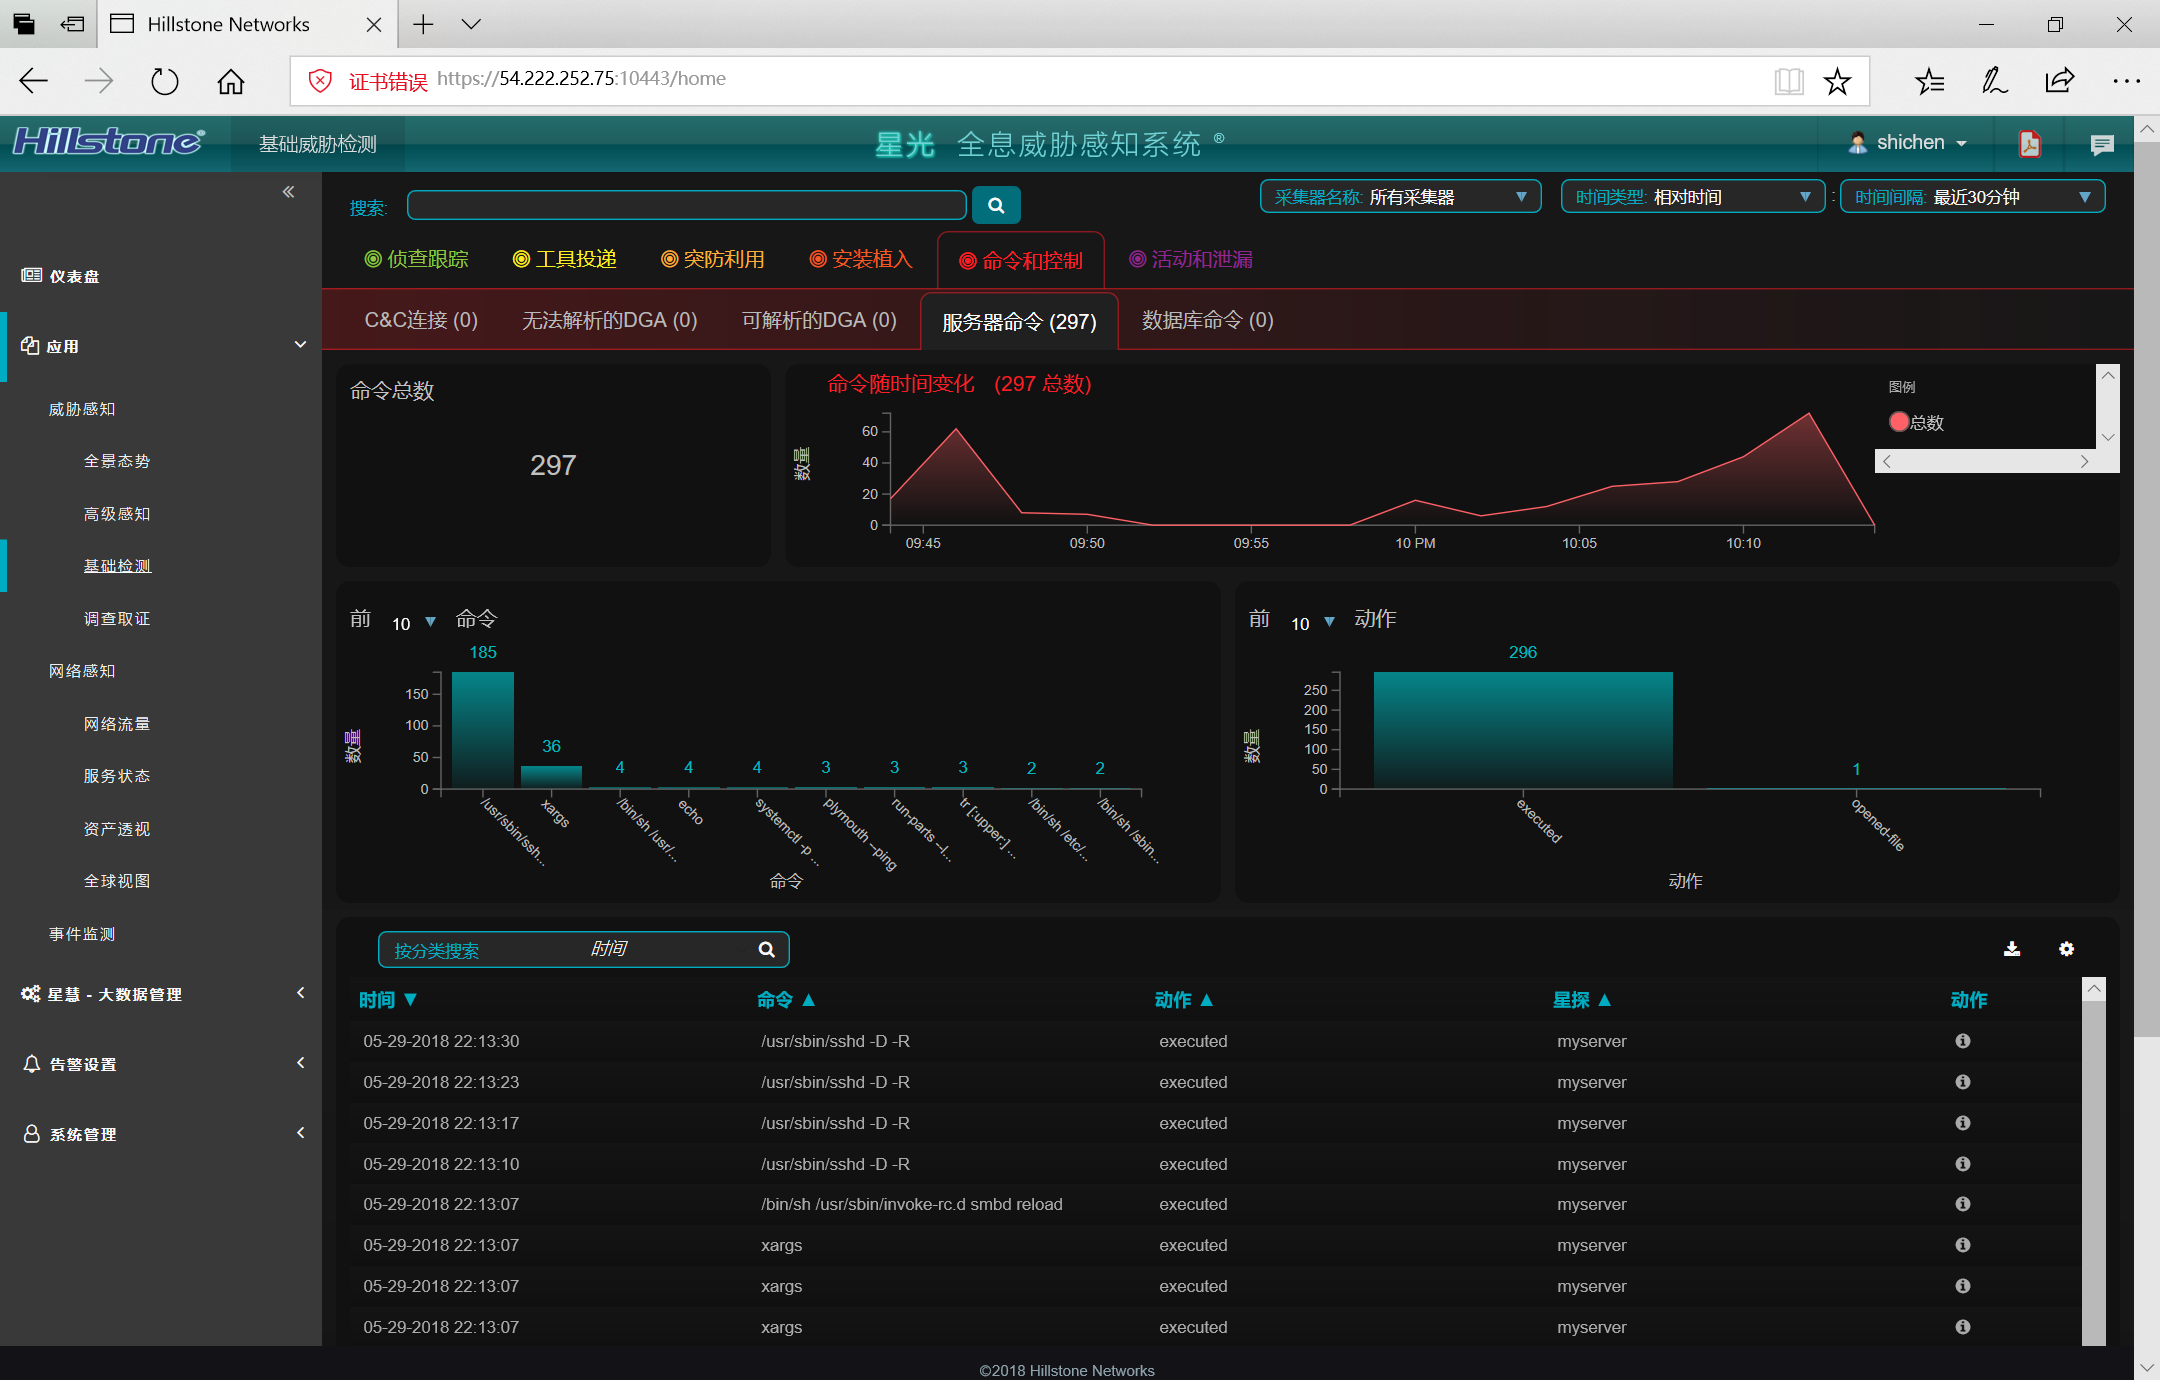 Hillstone Networks
证书错误 https://54.222.252.75:10443/home
Hillstone® 基础威胁检测 星光 全息威胁感知系统 ® shichen
搜索: 采集器名称: 所有采集器 时间类型: 相对时间 : 时间间隔: 最近30分钟
侦查跟踪 工具投递 突防利用 安装植入 命令和控制 活动和泄漏
C&C连接 (0) 无法解析的DGA (0) 可解析的DGA (0) 服务器命令 (297) 数据库命令 (0)
仪表盘
应用
威胁感知
全景态势
高级感知
基础检测
调查取证
网络感知
网络流量
服务状态
资产透视
全球视图
事件监测
星慧 - 大数据管理
告警设置
系统管理
命令总数
297
命令随时间变化 (297 总数)
数量
60
40
20
0
09:45 09:50 09:55 10 PM 10:05 10:10
图例
总数
前 10 命令
185 36 4 4 4 3 3 3 2 2
数量
150
100
50
0
/usr/sbin/ssh...
xargs
/bin/sh /usr/...
echo
systemctl -p ...
plymouth --ping
run-parts --l...
tr [:upper:] ...
/bin/sh /etc/...
/bin/sh /sbin...
命令
前 10 动作
296 1
数量
250
200
150
100
50
0
executed
opened-file
动作
按分类搜索 时间
时间 ▼ 命令 ▲ 动作 ▲ 星探 ▲ 动作
05-29-2018 22:13:30 /usr/sbin/sshd -D -R executed myserver
05-29-2018 22:13:23 /usr/sbin/sshd -D -R executed myserver
05-29-2018 22:13:17 /usr/sbin/sshd -D -R executed myserver
05-29-2018 22:13:10 /usr/sbin/sshd -D -R executed myserver
05-29-2018 22:13:07 /bin/sh /usr/sbin/invoke-rc.d smbd reload executed myserver
05-29-2018 22:13:07 xargs executed myserver
05-29-2018 22:13:07 xargs executed myserver
05-29-2018 22:13:07 xargs executed myserver
©2018 Hillstone Networks